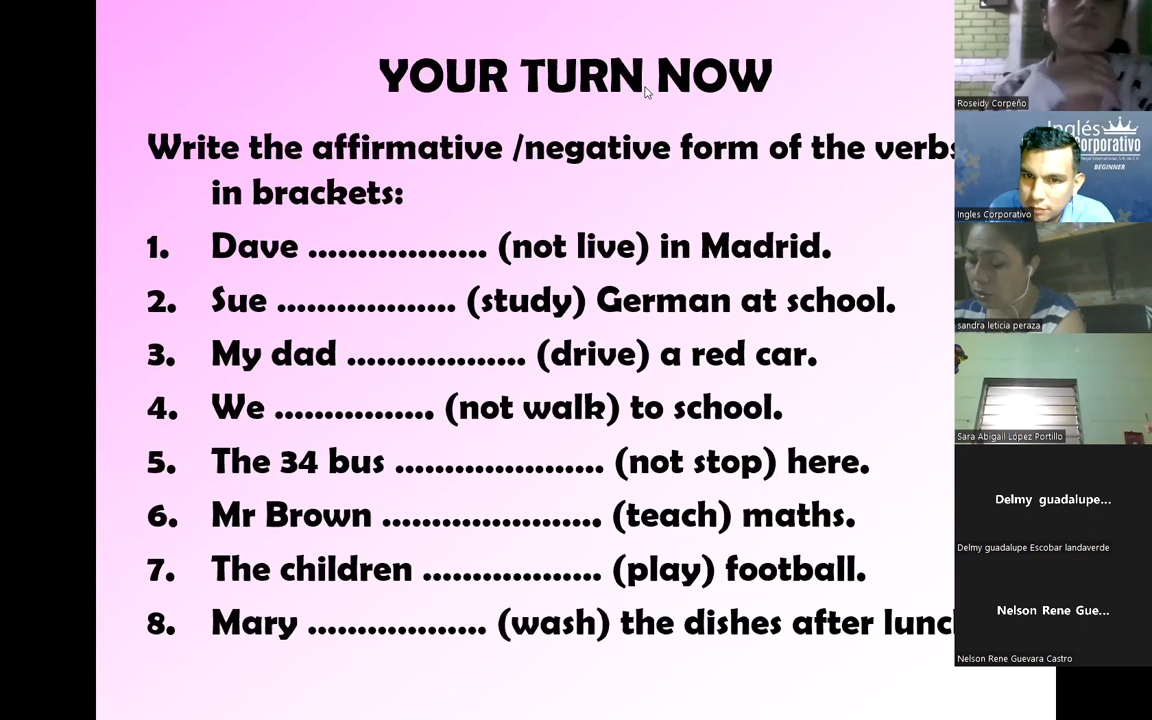 YOUR TURN NOW
Write the affirmative /negative form of the verbs
in brackets:
1. Dave .................. (not live) in Madrid.
2. Sue .................. (study) German at school.
3. My dad .................. (drive) a red car.
4. We ................ (not walk) to school.
5. The 34 bus ..................... (not stop) here.
6. Mr Brown ...................... (teach) maths.
7. The children .................. (play) football.
8. Mary .................. (wash) the dishes after lunch
Roseidy Corpeño
Inglés
Corporativo
BEGINNER
Ingles Corporativo
sandra leticia peraza
Sara Abigail López Portillo
Delmy guadalupe...
Delmy guadalupe Escobar landaverde
Nelson Rene Gue...
Nelson Rene Guevara Castro